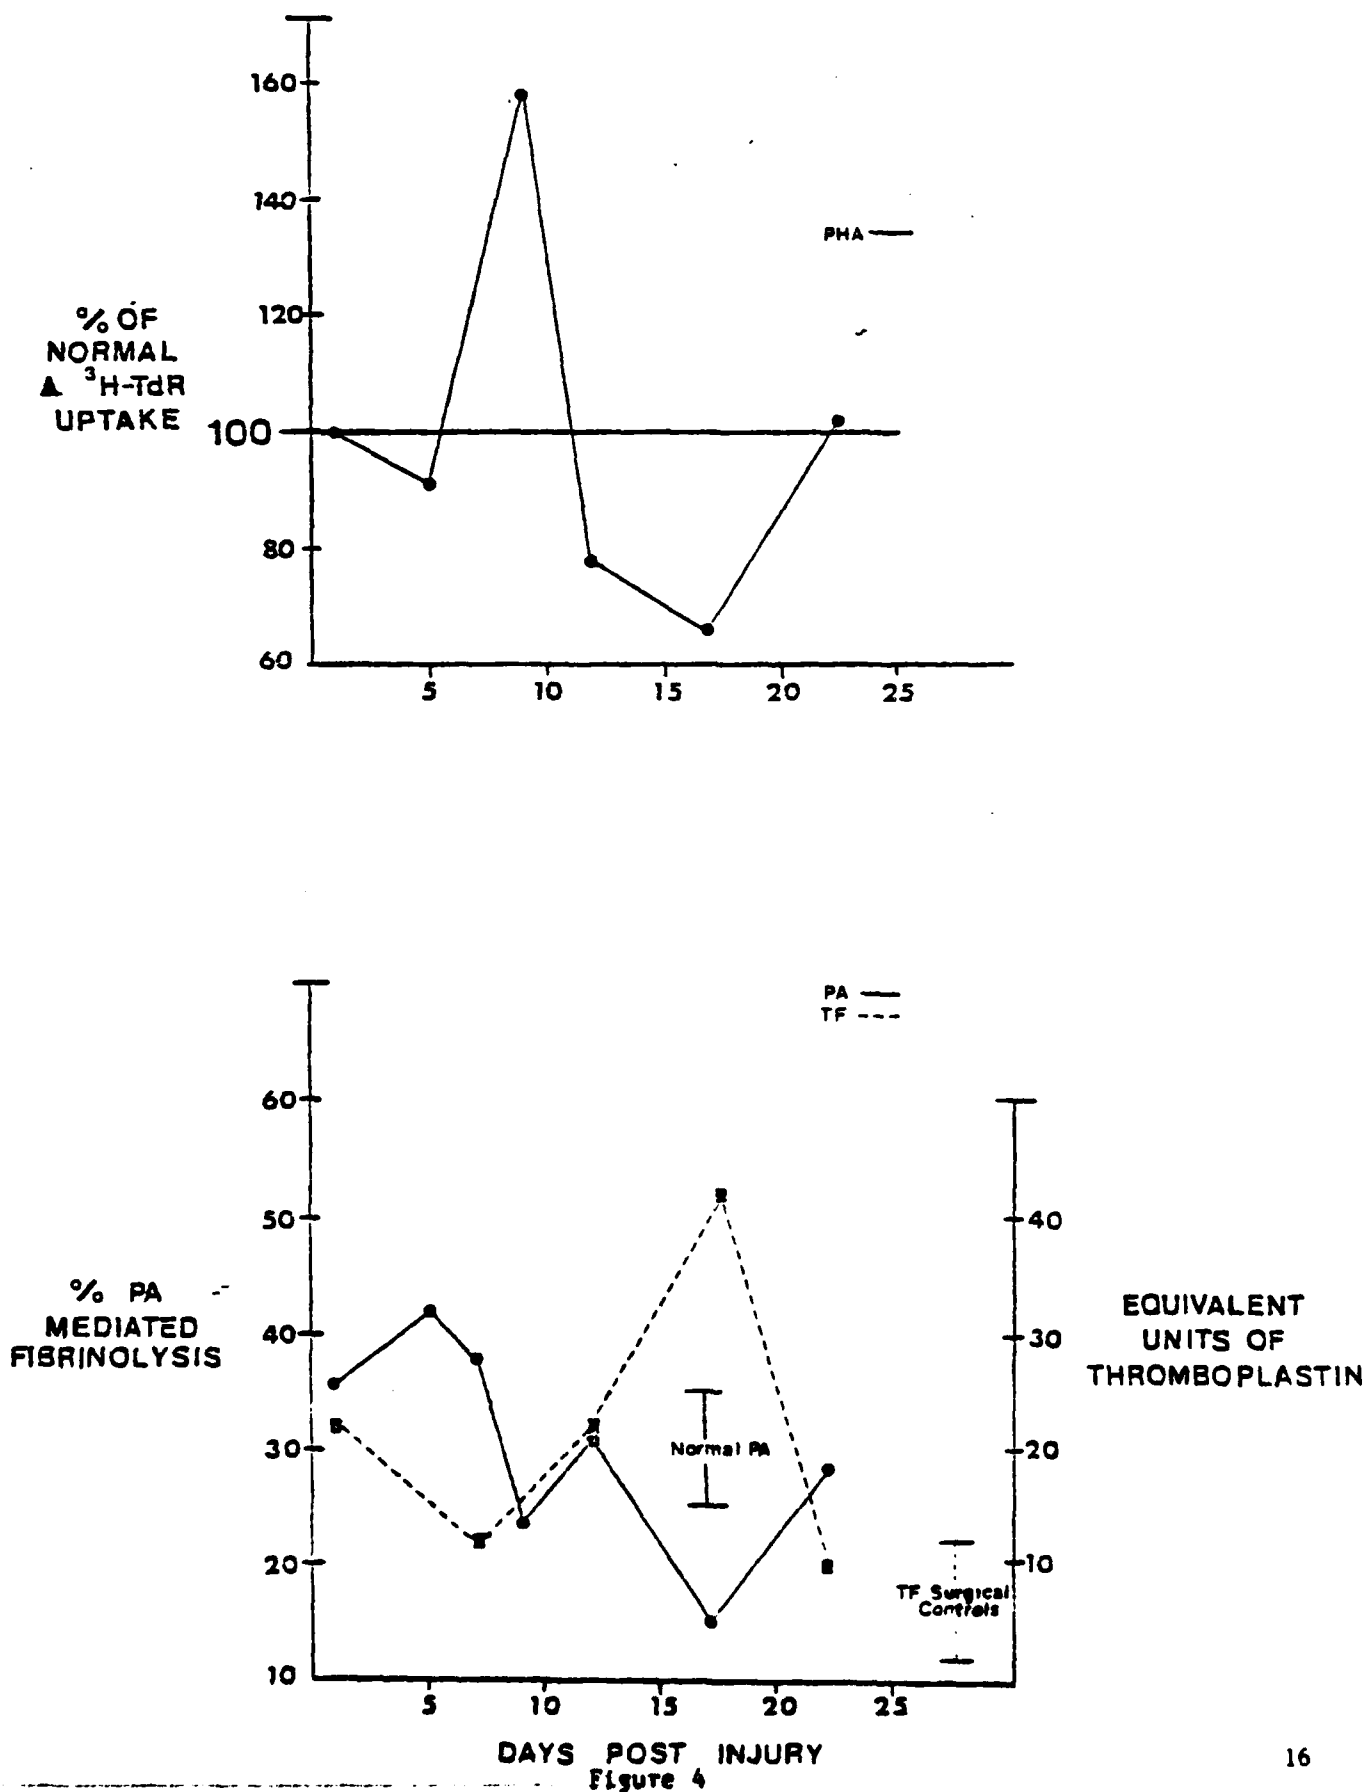 160
140
PHA
120
% OF
NORMAL
▲ ³H-TdR
UPTAKE
100
80
60
5 10 15 20 25
PA
TF
60
50
40
% PA
MEDIATED
FIBRINOLYSIS
40
30
EQUIVALENT
UNITS OF
THROMBOPLASTIN
30
Normal PA
20
20
10
TF Surgical
Controls
10
5 10 15 20 25
DAYS POST INJURY
Figure 4
16